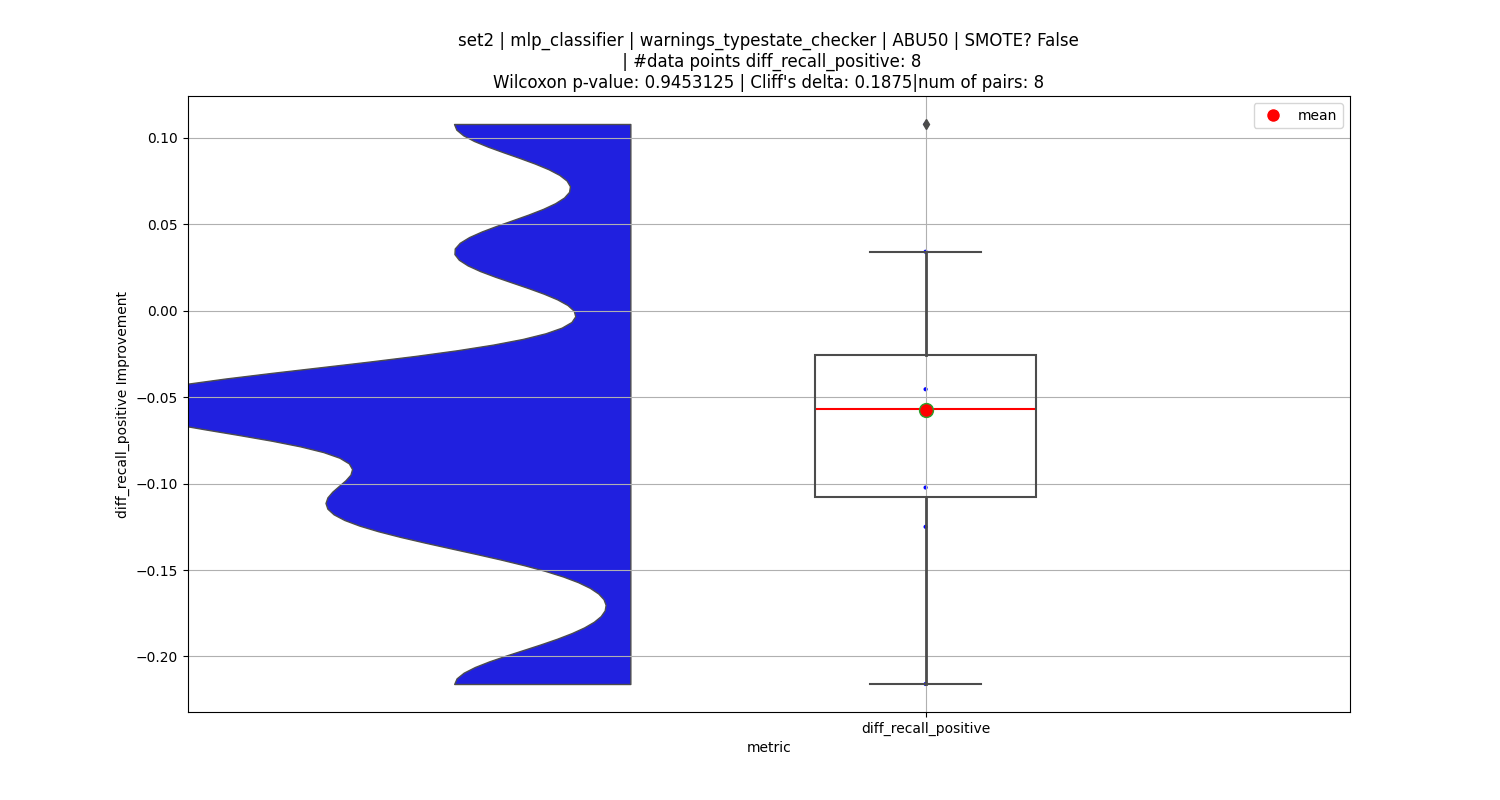 set2 | mlp_classifier | warnings_typestate_checker | ABU50 | SMOTE? False
| #data points diff_recall_positive: 8
Wilcoxon p-value: 0.9453125 | Cliff's delta: 0.1875|num of pairs: 8
mean
0.10
0.05
0.00
−0.05
−0.10
−0.15
−0.20
diff_recall_positive Improvement
diff_recall_positive
metric